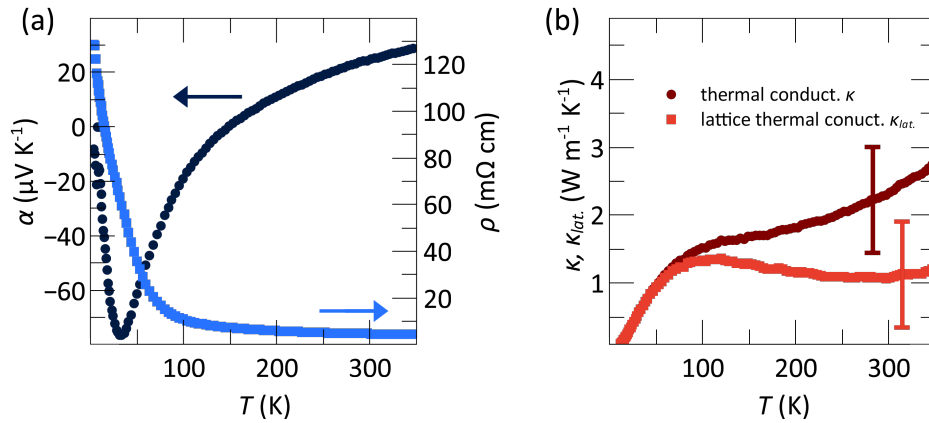 (a)
20
0
−20
−40
−60
α (μV K⁻¹)
120
100
80
60
40
20
ρ (mΩ cm)
100 200 300
T (K)
(b)
4
3
2
1
κ, κlat. (W m⁻¹ K⁻¹)
thermal conduct. κ
lattice thermal conuct. κlat.
100 200 300
T (K)